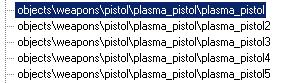 objects\weapons\pistol\plasma_pistol\plasma_pistol
objects\weapons\pistol\plasma_pistol\plasma_pistol2
objects\weapons\pistol\plasma_pistol\plasma_pistol3
objects\weapons\pistol\plasma_pistol\plasma_pistol4
objects\weapons\pistol\plasma_pistol\plasma_pistol5